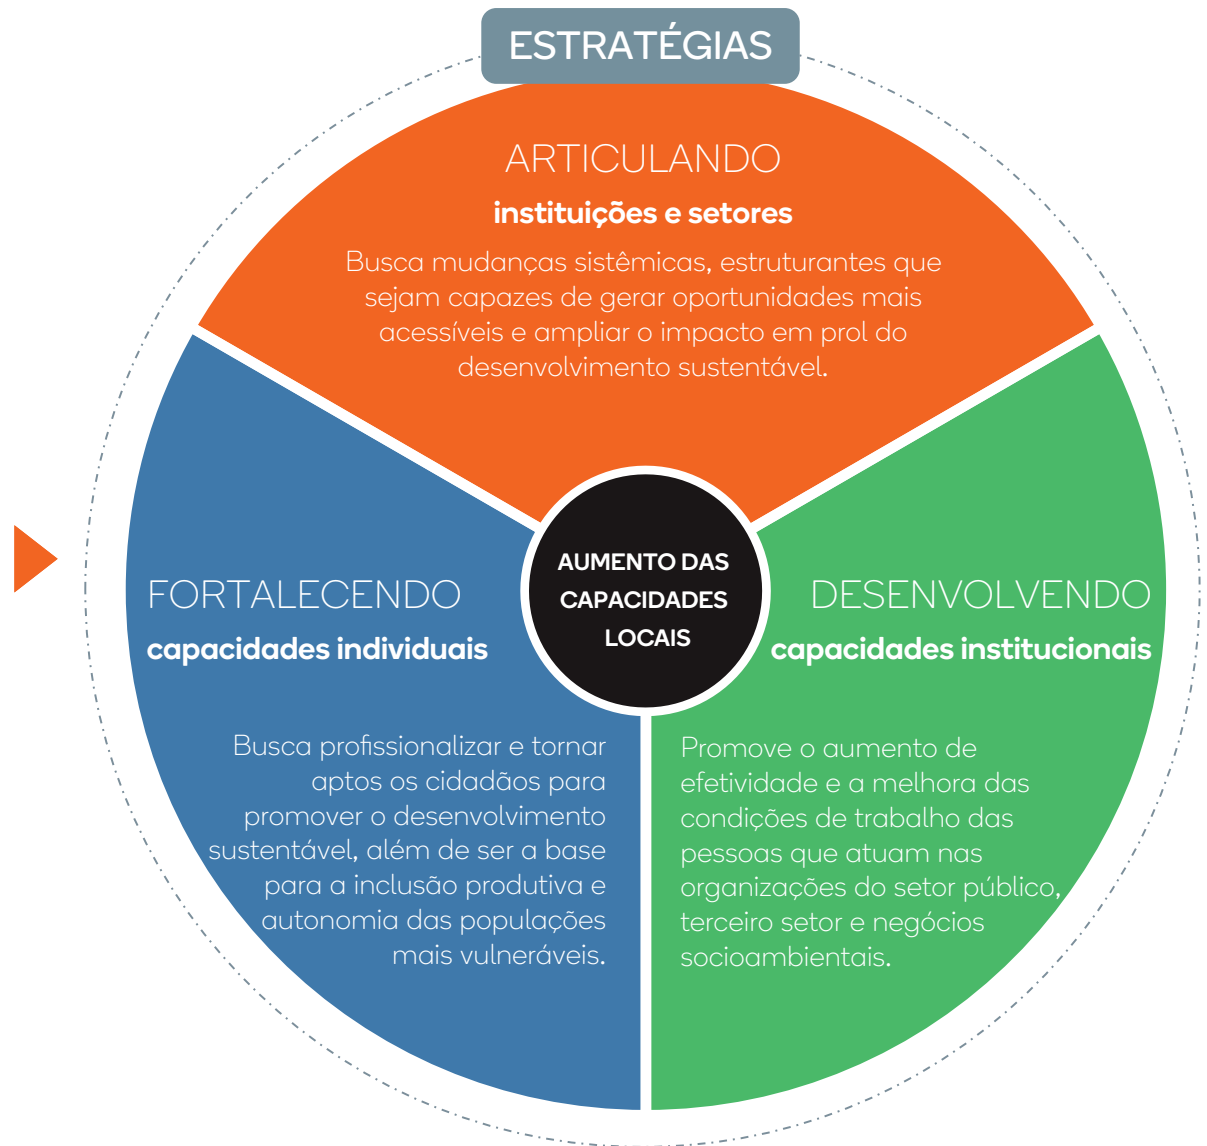 ESTRATÉGIAS
ARTICULANDO
instituições e setores
Busca mudanças sistêmicas, estruturantes que
sejam capazes de gerar oportunidades mais
acessíveis e ampliar o impacto em prol do
desenvolvimento sustentável.
AUMENTO DAS
CAPACIDADES
LOCAIS
FORTALECENDO
capacidades individuais
Busca profissionalizar e tornar
aptos os cidadãos para
promover o desenvolvimento
sustentável, além de ser a base
para a inclusão produtiva e
autonomia das populações
mais vulneráveis.
DESENVOLVENDO
capacidades institucionais
Promove o aumento de
efetividade e a melhora das
condições de trabalho das
pessoas que atuam nas
organizações do setor público,
terceiro setor e negócios
socioambientais.